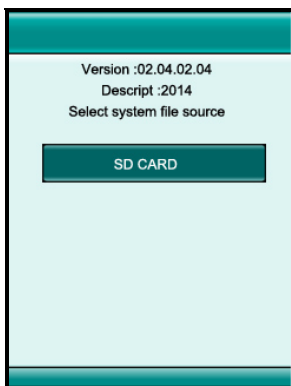 Version :02.04.02.04
Descript :2014
Select system file source
SD CARD